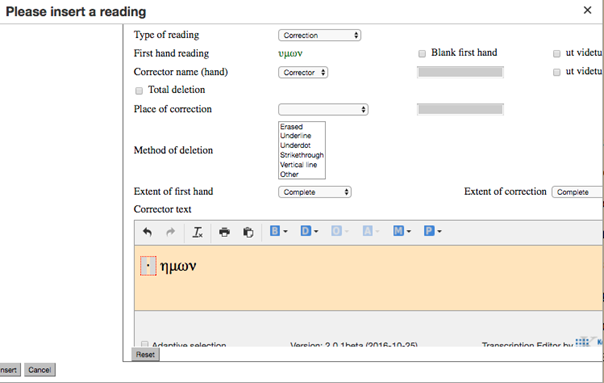 Please insert a reading ×
Type of reading Correction
First hand reading υμων Blank first hand ut videtu
Corrector name (hand) Corrector ut videtu
Total deletion
Place of correction
Method of deletion
Erased
Underline
Underdot
Strikethrough
Vertical line
Other
Extent of first hand Complete Extent of correction Complete
Corrector text
B D O A M P
· ημων
Adaptive selection Version: 2.0.1beta (2016-10-25) Transcription Editor by
Reset
nsert Cancel